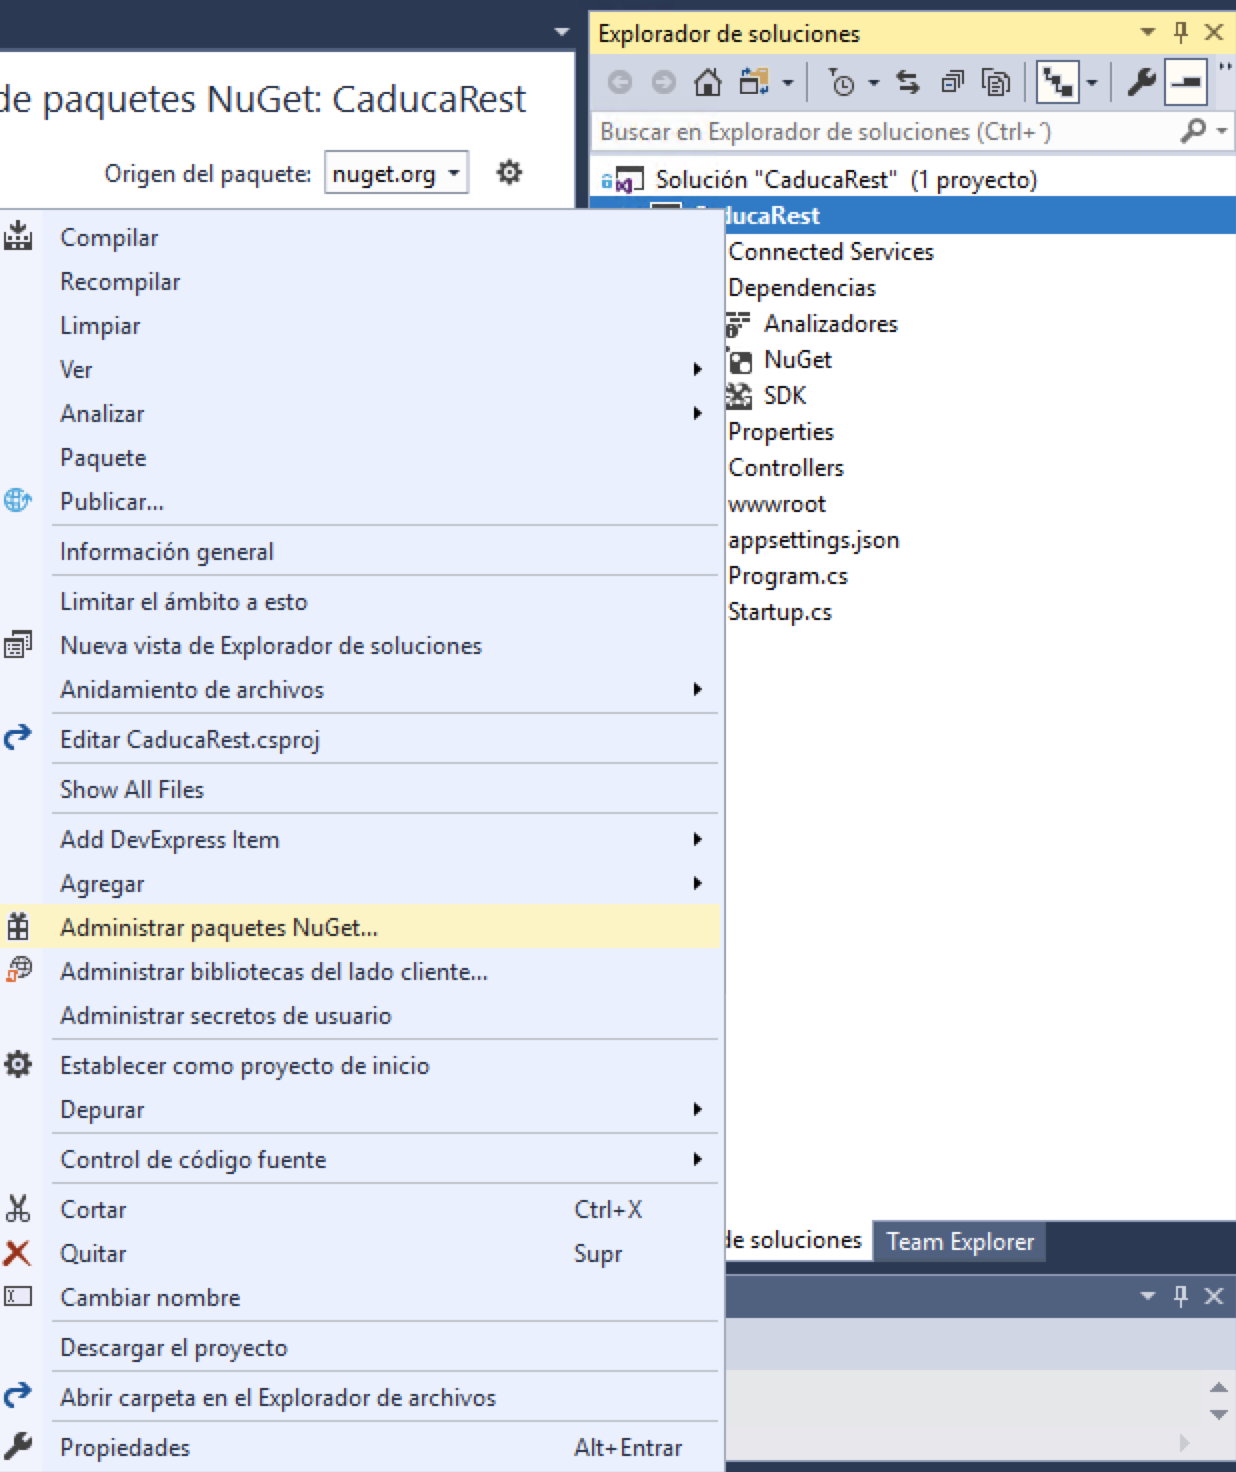 Explorador de soluciones
de paquetes NuGet: CaducaRest
Origen del paquete: nuget.org
Buscar en Explorador de soluciones (Ctrl+´)
Solución "CaducaRest" (1 proyecto)
Connected Services
Dependencias
Analizadores
NuGet
SDK
Properties
Controllers
wwwroot
appsettings.json
Program.cs
Startup.cs
Compilar
Recompilar
Limpiar
Ver
Analizar
Paquete
Publicar...
Información general
Limitar el ámbito a esto
Nueva vista de Explorador de soluciones
Anidamiento de archivos
Editar CaducaRest.csproj
Show All Files
Add DevExpress Item
Agregar
Administrar paquetes NuGet...
Administrar bibliotecas del lado cliente...
Administrar secretos de usuario
Establecer como proyecto de inicio
Depurar
Control de código fuente
Cortar Ctrl+X
Quitar Supr
Cambiar nombre
Descargar el proyecto
Abrir carpeta en el Explorador de archivos
Propiedades Alt+Entrar
de soluciones
Team Explorer